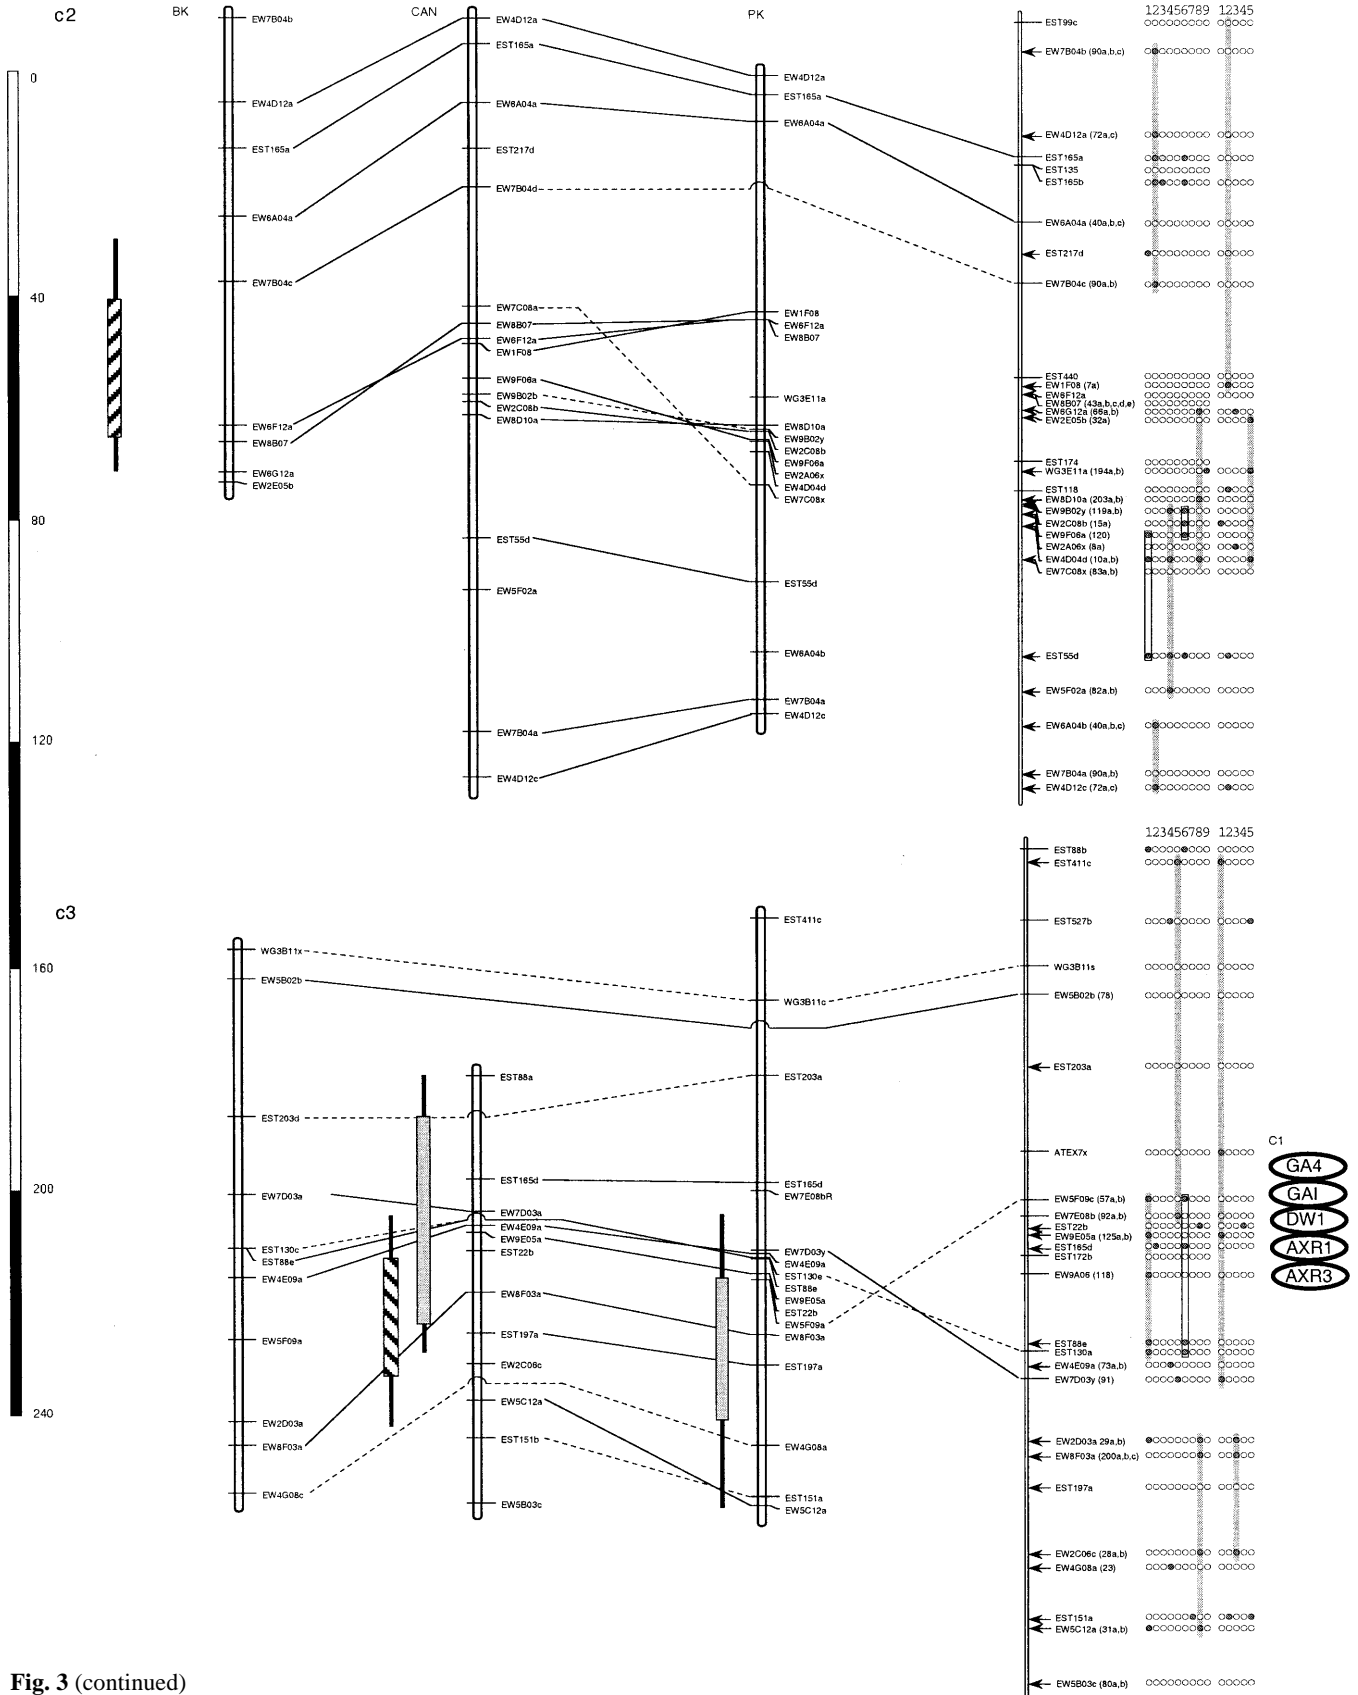 c2
BK
CAN
PK
123456789 12345
0
40
80
120
160
200
240
EW7B04b
EW4D12a
EST165a
EW6A04a
EW7B04c
EW6F12a
EW8B07
EW6G12a
EW2E05b
EW4D12a
EST165a
EW6A04a
EST217d
EW7B04d
EW7C08a
EW8B07
EW6F12a
EW1F08
EW9F06a
EW9B02b
EW2C08b
EW8D10a
EST55d
EW5F02a
EW7B04a
EW4D12c
EW4D12a
EST165a
EW6A04a
EW1F08
EW6F12a
EW8B07
WG3E11a
EW8D10a
EW9B02y
EW2C08b
EW9F06a
EW2A06x
EW4D04d
EW7C08x
EST55d
EW6A04b
EW7B04a
EW4D12c
EST99c
EW7B04b (90a,b,c)
EW4D12a (72a,c)
EST165a
EST135
EST165b
EW6A04a (40a,b,c)
EST217d
EW7B04c (90a,b)
EST440
EW1F08 (7a)
EW6F12a
EW8B07 (43a,b,c,d,e)
EW6G12a (66a,b)
EW2E05b (32a)
EST174
WG3E11a (194a,b)
EST118
EW8D10a (203a,b)
EW9B02y (119a,b)
EW2C08b (15a)
EW9F06a (120)
EW2A06x (8a)
EW4D04d (10a,b)
EW7C08x (83a,b)
EST55d
EW5F02a (82a,b)
EW6A04b (40a,b,c)
EW7B04a (90a,b)
EW4D12c (72a,c)
c3
WG3B11x
EW5B02b
EST203d
EW7D03a
EST130c
EST88e
EW4E09a
EW5F09a
EW2D03a
EW8F03a
EW4G08c
EST88a
EST165d
EW7D03a
EW4E09a
EW9E05a
EST22b
EW8F03a
EST197a
EW2C06c
EW5C12a
EST151b
EW5B03c
EST411c
WG3B11c
EST203a
EST165d
EW7E08bR
EW7D03y
EW4E09a
EST130e
EST88e
EW9E05a
EST22b
EW5F09a
EW8F03a
EST197a
EW4G08a
EST151a
EW5C12a
123456789 12345
EST88b
EST411c
EST527b
WG3B11s
EW5B02b (78)
EST203a
ATEX7x
EW5F09c (57a,b)
EW7E08b (92a,b)
EST22b
EW9E05a (125a,b)
EST165d
EST172b
EW9A06 (118)
EST88e
EST130a
EW4E09a (73a,b)
EW7D03y (91)
EW2D03a 29a,b)
EW8F03a (200a,b,c)
EST197a
EW2C06c (28a,b)
EW4G08a (23)
EST151a
EW5C12a (31a,b)
EW5B03c (80a,b)
C1
GA4
GAI
DW1
AXR1
AXR3
Fig. 3 (continued)